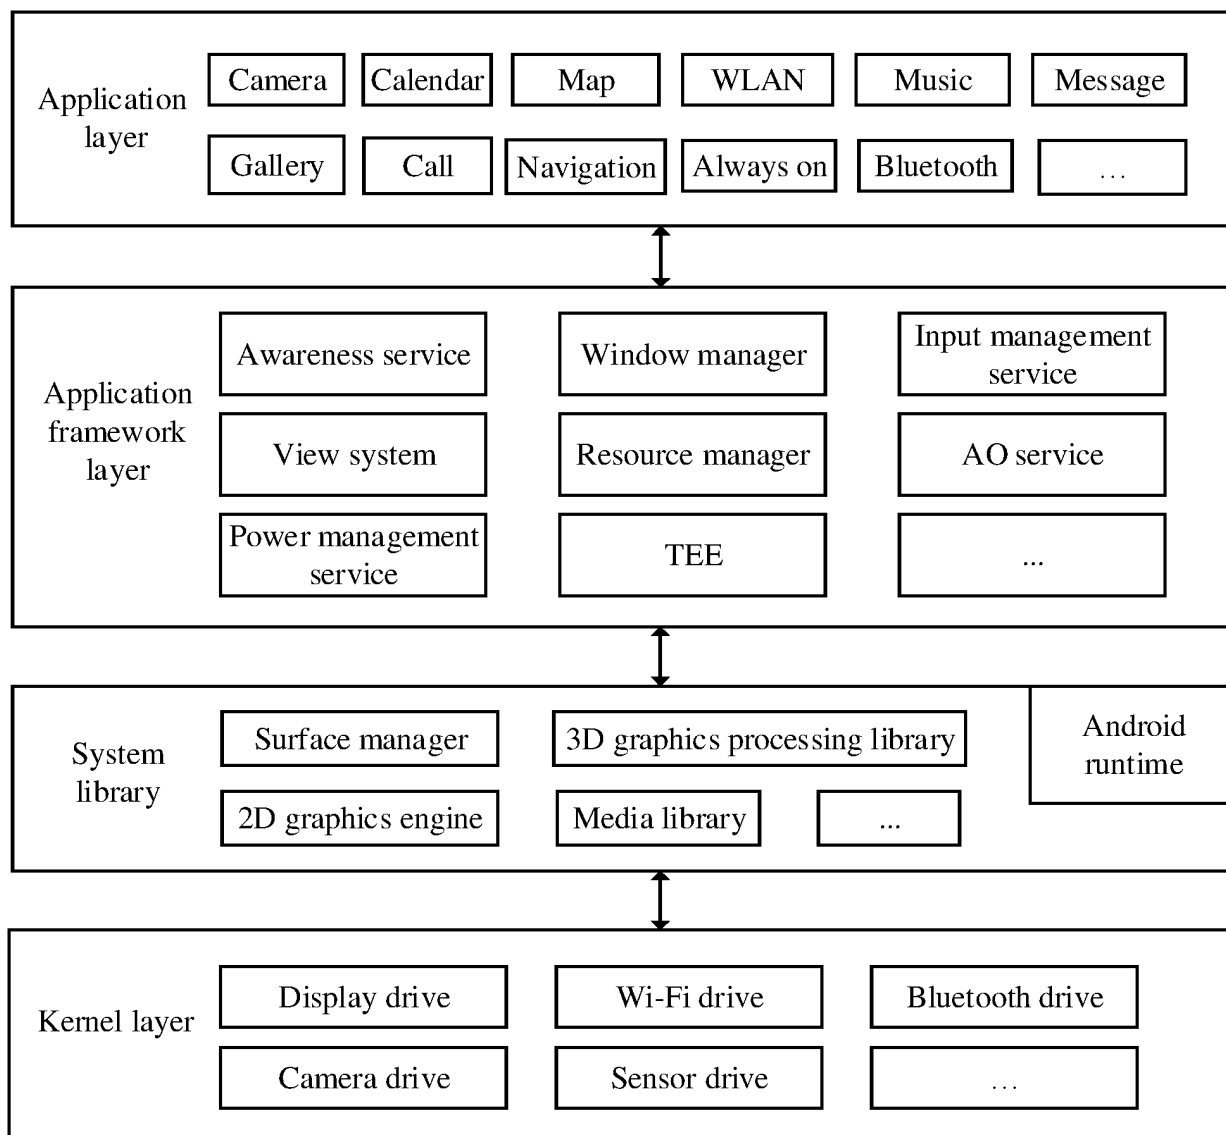 Application
layer
Camera
Calendar
Map
WLAN
Music
Message
Gallery
Call
Navigation
Always on
Bluetooth
...
Application
framework
layer
Awareness service
Window manager
Input management
service
View system
Resource manager
AO service
Power management
service
TEE
...
System
library
Surface manager
3D graphics processing library
Android
runtime
2D graphics engine
Media library
...
Kernel layer
Display drive
Wi-Fi drive
Bluetooth drive
Camera drive
Sensor drive
...